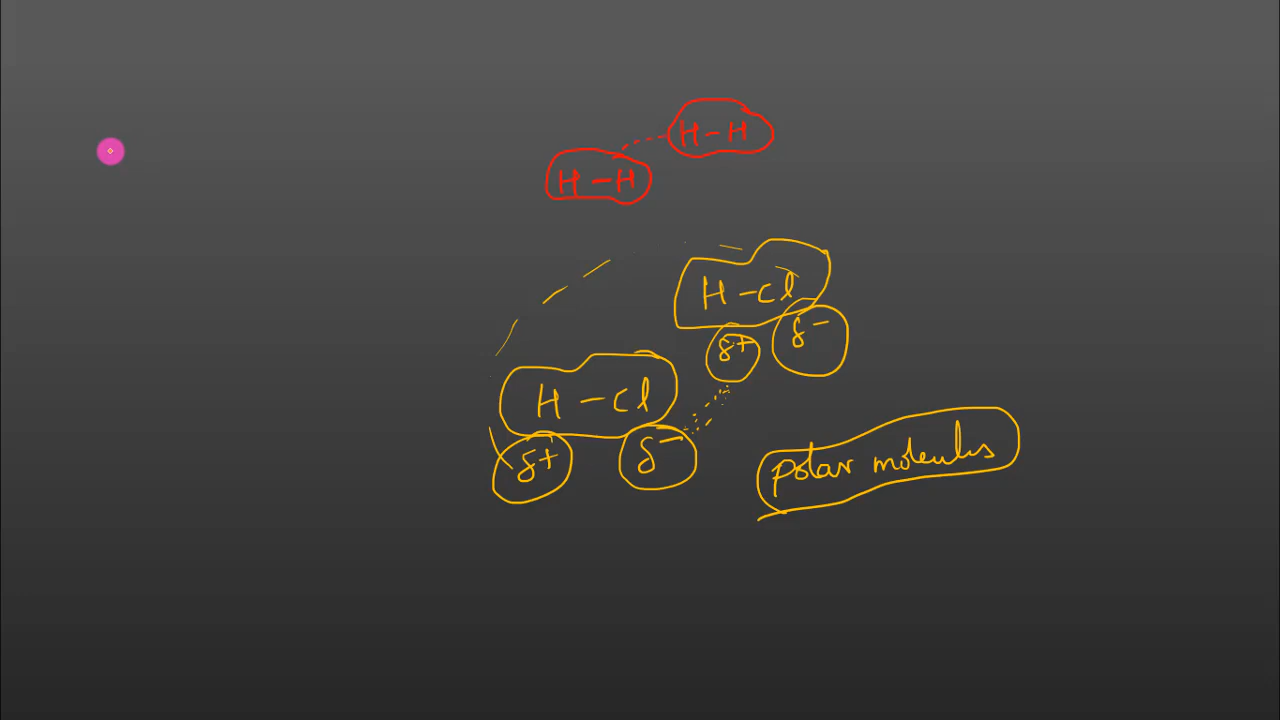 H – H
H – H
H – Cl
δ+ δ–
H – Cl
δ+ δ–
polar molecules